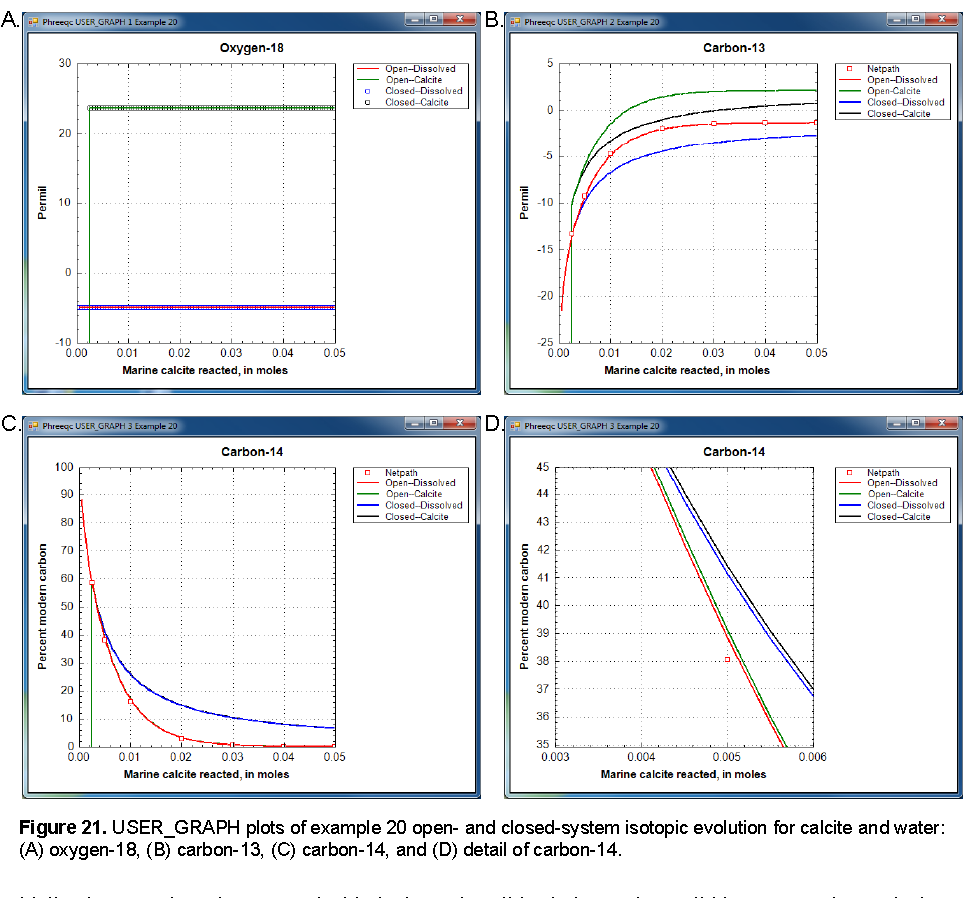 A.
Phreeqc USER_GRAPH 1 Example 20
Oxygen-18
30
20
10
0
-10
Permil
0.00 0.01 0.02 0.03 0.04 0.05
Marine calcite reacted, in moles
Open--Dissolved
Open--Calcite
Closed--Dissolved
Closed--Calcite
B.
Phreeqc USER_GRAPH 2 Example 20
Carbon-13
5
0
-5
-10
-15
-20
-25
Permil
0.00 0.01 0.02 0.03 0.04 0.05
Marine calcite reacted, in moles
Netpath
Open--Dissolved
Open-Calcite
Closed--Dissolved
Closed--Calcite
C.
Phreeqc USER_GRAPH 3 Example 20
Carbon-14
100
90
80
70
60
50
40
30
20
10
0
Percent modern carbon
0.00 0.01 0.02 0.03 0.04 0.05
Marine calcite reacted, in moles
Netpath
Open--Dissolved
Open--Calcite
Closed--Dissolved
Closed--Calcite
D.
Phreeqc USER_GRAPH 3 Example 20
Carbon-14
45
44
43
42
41
40
39
38
37
36
35
Percent modern carbon
0.003 0.004 0.005 0.006
Marine calcite reacted, in moles
Netpath
Open--Dissolved
Open--Calcite
Closed--Dissolved
Closed--Calcite
Figure 21. USER_GRAPH plots of example 20 open- and closed-system isotopic evolution for calcite and water:
(A) oxygen-18, (B) carbon-13, (C) carbon-14, and (D) detail of carbon-14.